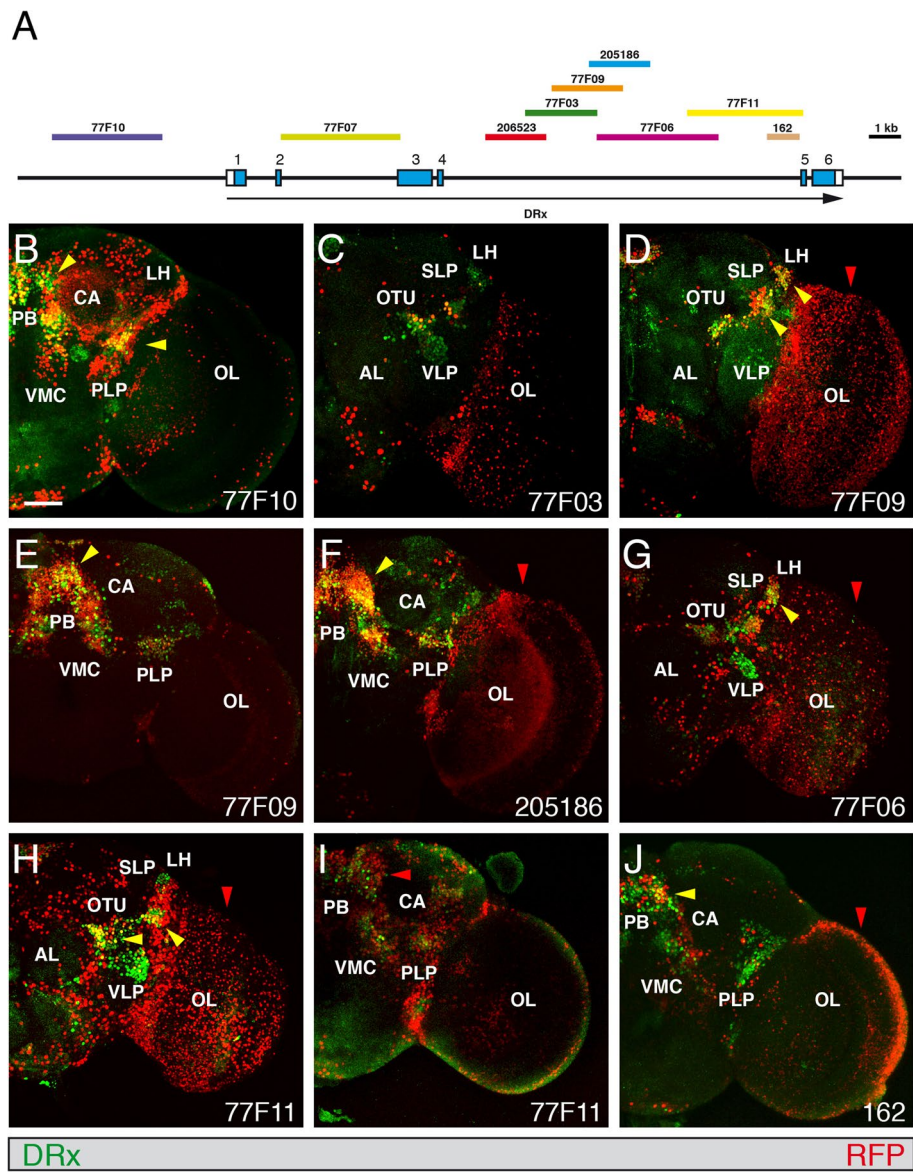 A
205186
77F09
77F03 77F11
77F10 77F07 206523 77F06 162 1 kb
1 2 3 4 5 6
DRx
B LH CA PB OL VMC PLP 77F10
C LH SLP OTU AL VLP OL 77F03
D LH SLP OTU AL VLP OL 77F09
E CA PB VMC PLP OL 77F09
F CA PB VMC PLP OL 205186
G LH SLP OTU AL VLP OL 77F06
H LH SLP OTU AL VLP OL 77F11
I PB CA VMC PLP OL 77F11
J CA PB VMC PLP OL 162
DRx RFP